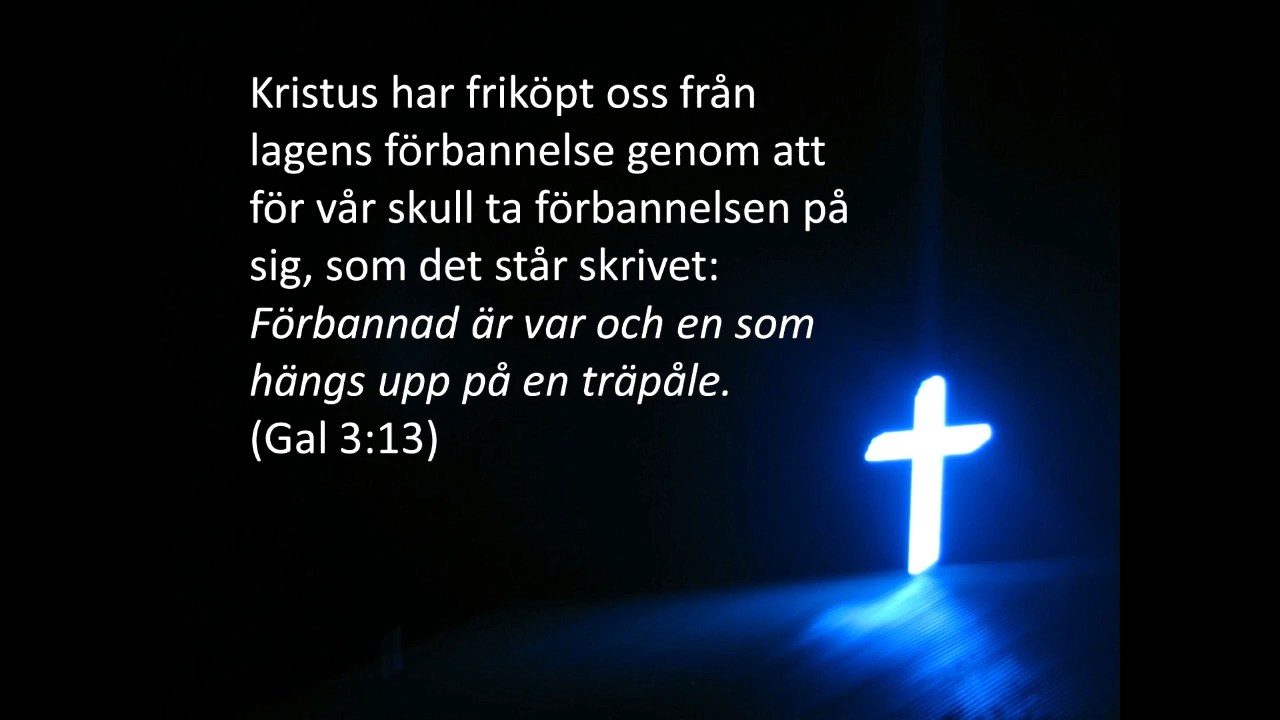 Kristus har friköpt oss från
lagens förbannelse genom att
för vår skull ta förbannelsen på
sig, som det står skrivet:
Förbannad är var och en som
hängs upp på en träpåle.
(Gal 3:13)